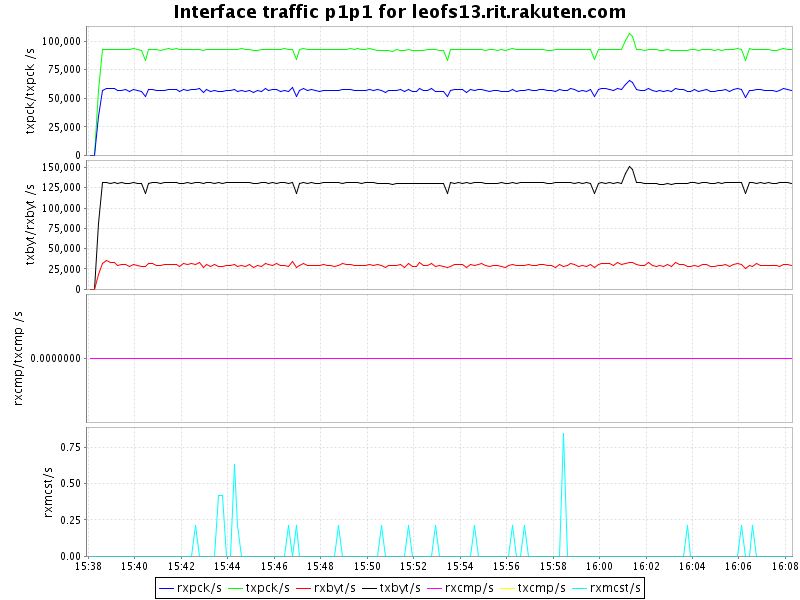 Interface traffic p1p1 for leofs13.rit.rakuten.com
txpck/txpck /s
100,000
75,000
50,000
25,000
0
txbyt/rxbyt /s
150,000
125,000
100,000
75,000
50,000
25,000
0
rxcmp/txcmp /s
0.0000000
rxmcst/s
0.75
0.50
0.25
0.00
15:38 15:40 15:42 15:44 15:46 15:48 15:50 15:52 15:54 15:56 15:58 16:00 16:02 16:04 16:06 16:08
rxpck/s txpck/s rxbyt/s txbyt/s rxcmp/s txcmp/s rxmcst/s